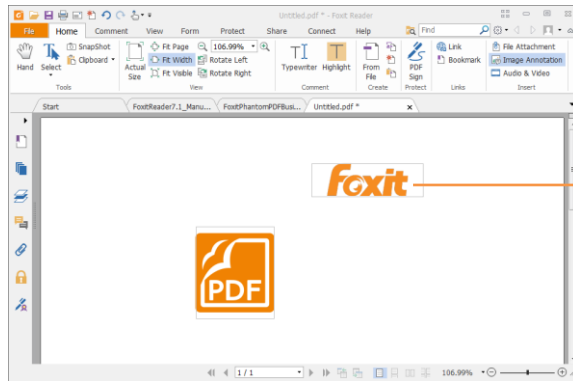 Untitled.pdf * - Foxit Reader
File Home Comment View Form Protect Share Connect Help Find
SnapShot Fit Page 106.99% Link File Attachment
Clipboard Fit Width Rotate Left Bookmark Image Annotation
Hand Select Actual Size Fit Visible Rotate Right Typewriter Highlight From File PDF Sign Audio & Video
Tools View Comment Create Protect Links Insert
Start FoxitReader7.1_Manu... FoxitPhantomPDFBusi... Untitled.pdf *
Foxit
PDF
1 / 1 106.99%